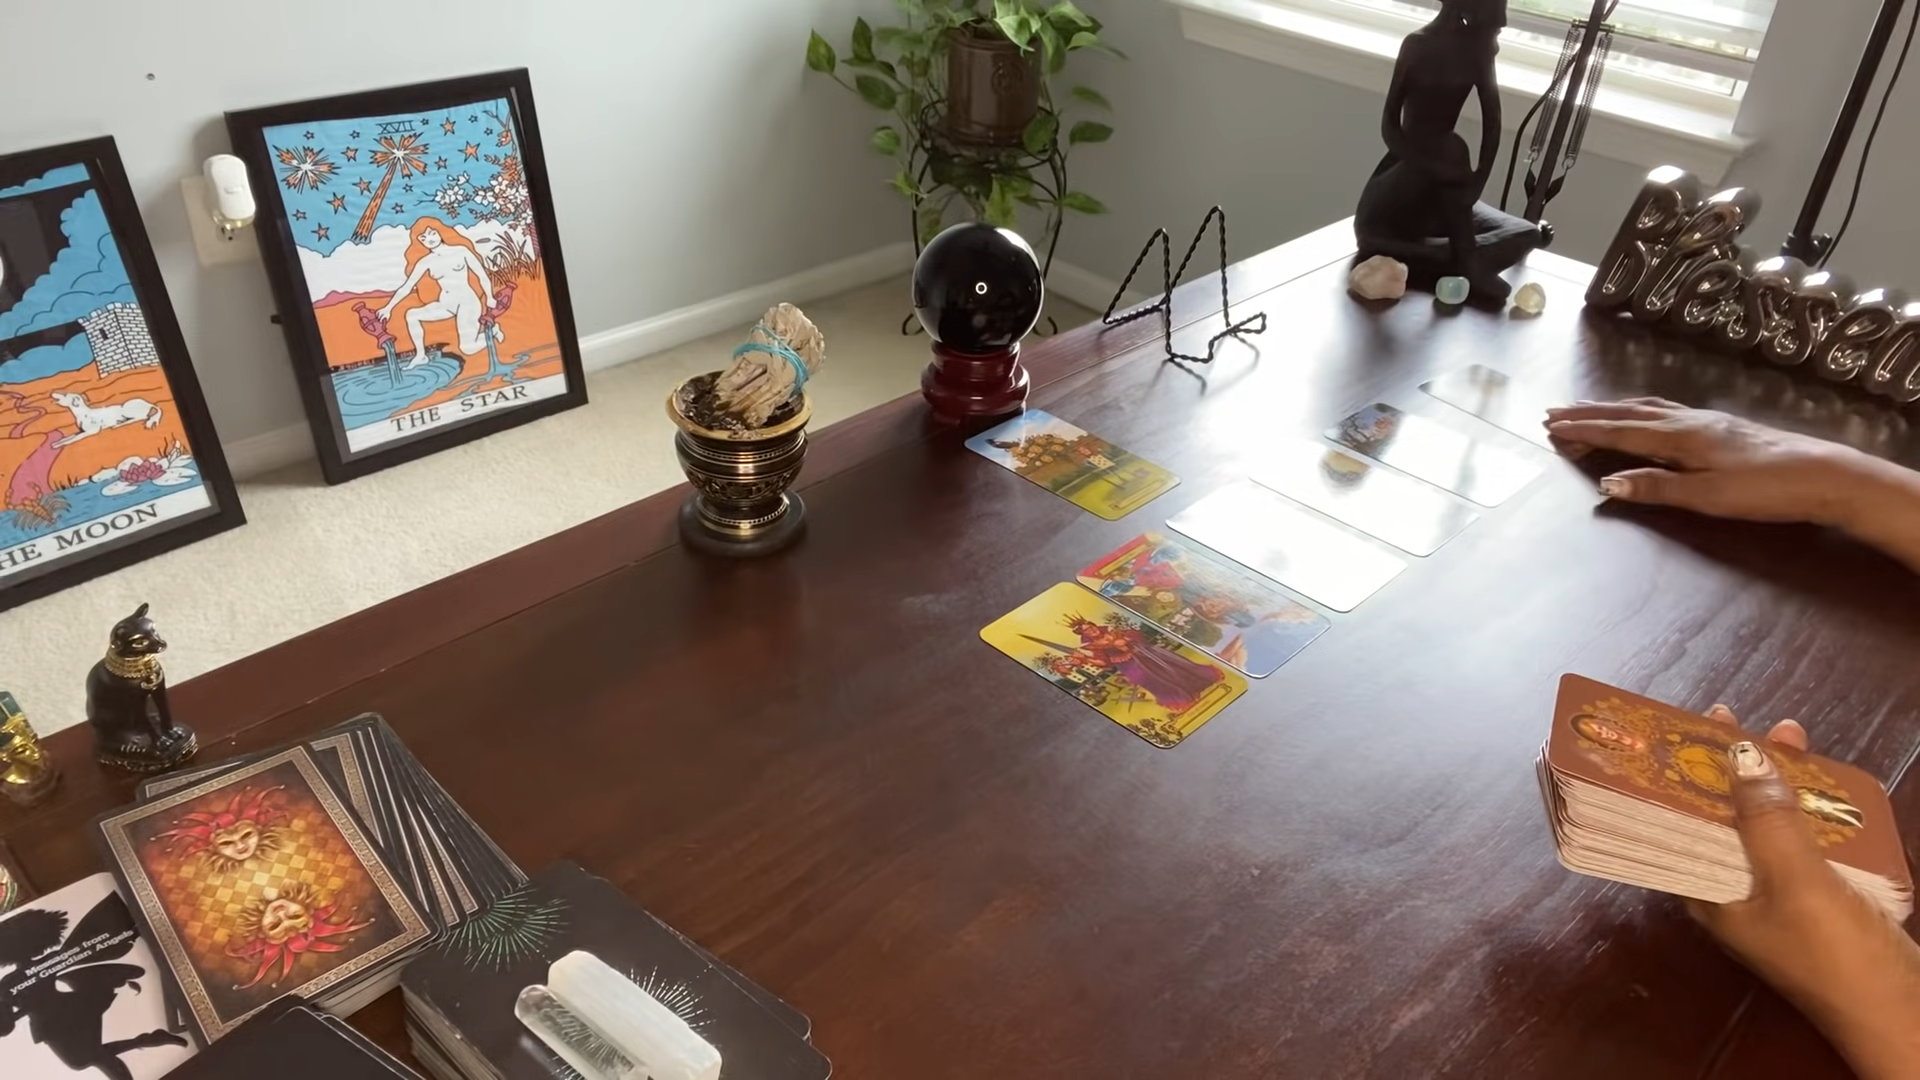 XVII
THE STAR
HE MOON
Blessed
Messages from
your Guardian Angels